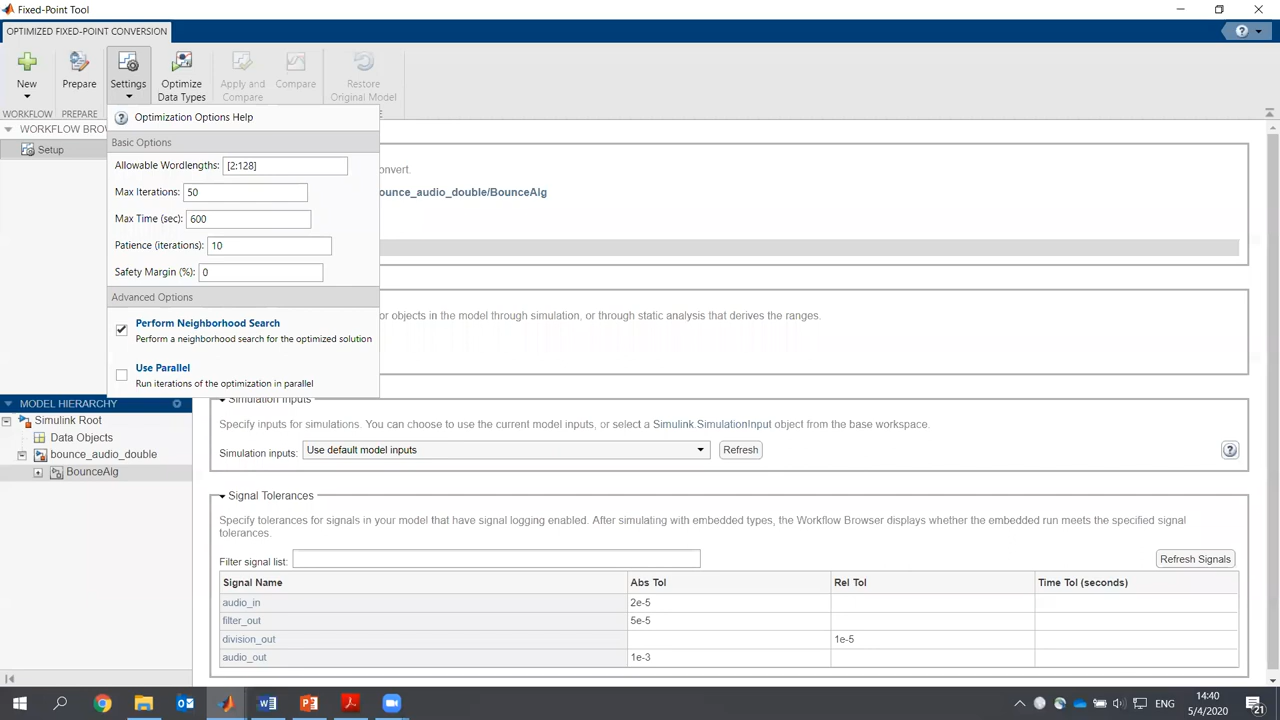 Fixed-Point Tool
OPTIMIZED FIXED-POINT CONVERSION
New
Prepare
Settings
Optimize
Data Types
Apply and
Compare
Compare
Restore
Original Model
WORKFLOW
PREPARE
Optimization Options Help
Basic Options
Allowable Wordlengths: [2:128]
Max Iterations: 50
Max Time (sec): 600
Patience (iterations): 10
Safety Margin (%): 0
Advanced Options
Perform Neighborhood Search
Perform a neighborhood search for the optimized solution
Use Parallel
Run iterations of the optimization in parallel
WORKFLOW BROW
Setup
onvert.
ounce_audio_double/BounceAlg
or objects in the model through simulation, or through static analysis that derives the ranges.
MODEL HIERARCHY
Simulink Root
Data Objects
bounce_audio_double
BounceAlg
Simulation Inputs
Specify inputs for simulations. You can choose to use the current model inputs, or select a Simulink.SimulationInput object from the base workspace.
Simulation inputs: Use default model inputs Refresh
Signal Tolerances
Specify tolerances for signals in your model that have signal logging enabled. After simulating with embedded types, the Workflow Browser displays whether the embedded run meets the specified signal
tolerances.
Filter signal list: Refresh Signals
Signal Name Abs Tol Rel Tol Time Tol (seconds)
audio_in 2e-5
filter_out 5e-5
division_out 1e-5
audio_out 1e-3
ENG
14:40
5/4/2020
21